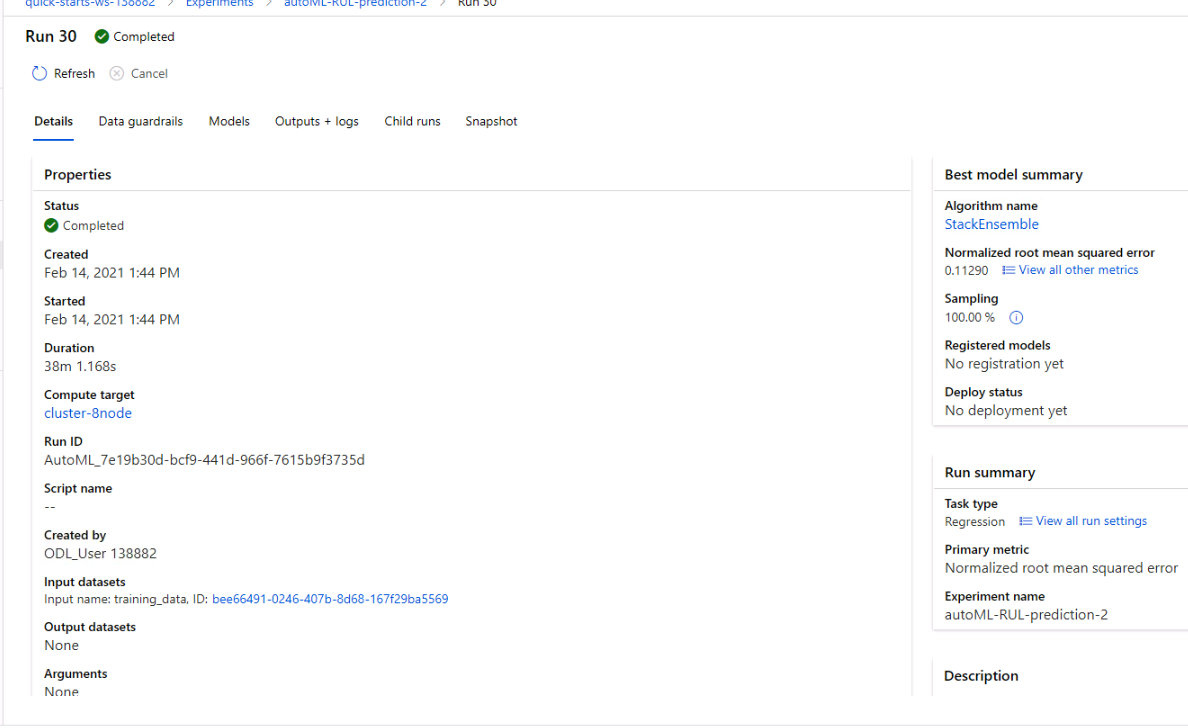 quick-starts-ws-138882 > Experiments > autoML-RUL-prediction-2 > Run 30
Run 30 Completed
Refresh Cancel
Details Data guardrails Models Outputs + logs Child runs Snapshot
Properties
Status
Completed
Created
Feb 14, 2021 1:44 PM
Started
Feb 14, 2021 1:44 PM
Duration
38m 1.168s
Compute target
cluster-8node
Run ID
AutoML_7e19b30d-bcf9-441d-966f-7615b9f3735d
Script name
--
Created by
ODL_User 138882
Input datasets
Input name: training_data, ID: bee66491-0246-407b-8d68-167f29ba5569
Output datasets
None
Arguments
None
Best model summary
Algorithm name
StackEnsemble
Normalized root mean squared error
0.11290 View all other metrics
Sampling
100.00 %
Registered models
No registration yet
Deploy status
No deployment yet
Run summary
Task type
Regression View all run settings
Primary metric
Normalized root mean squared error
Experiment name
autoML-RUL-prediction-2
Description